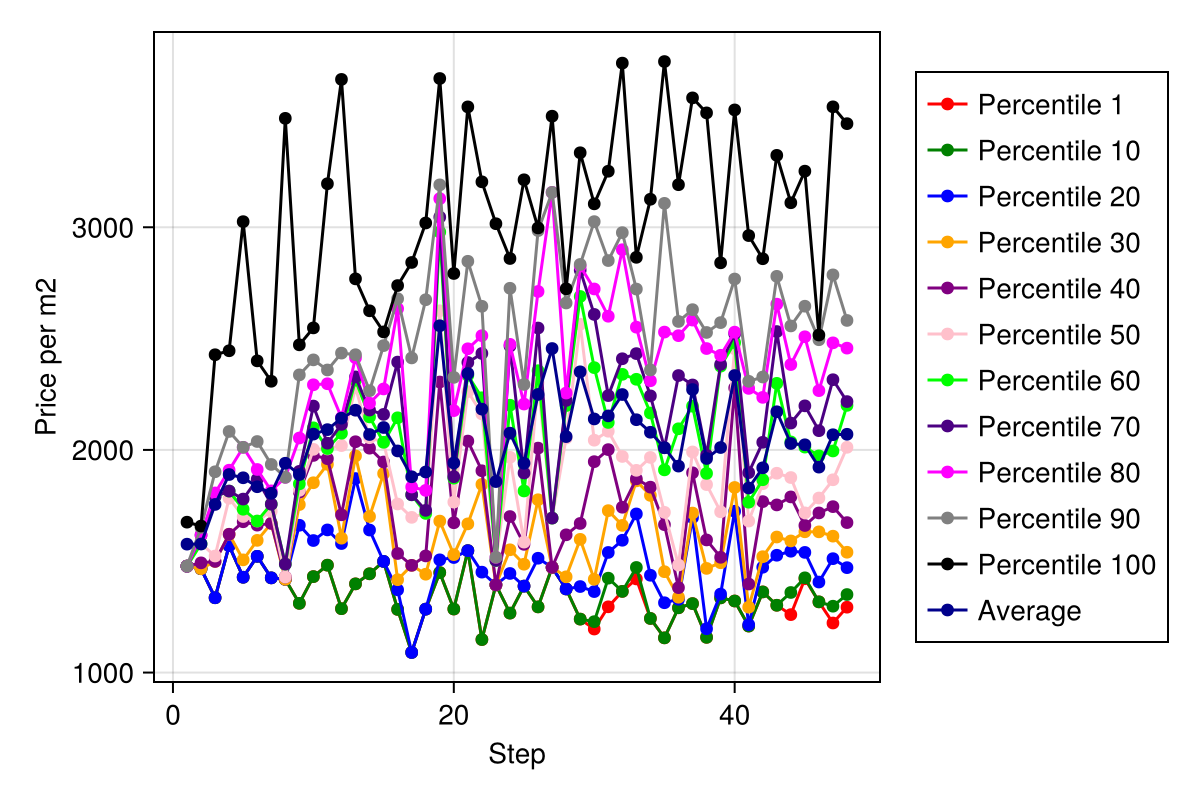 3000
2000
1000
0
20
40
Price per m2
Step
Percentile 1
Percentile 10
Percentile 20
Percentile 30
Percentile 40
Percentile 50
Percentile 60
Percentile 70
Percentile 80
Percentile 90
Percentile 100
Average